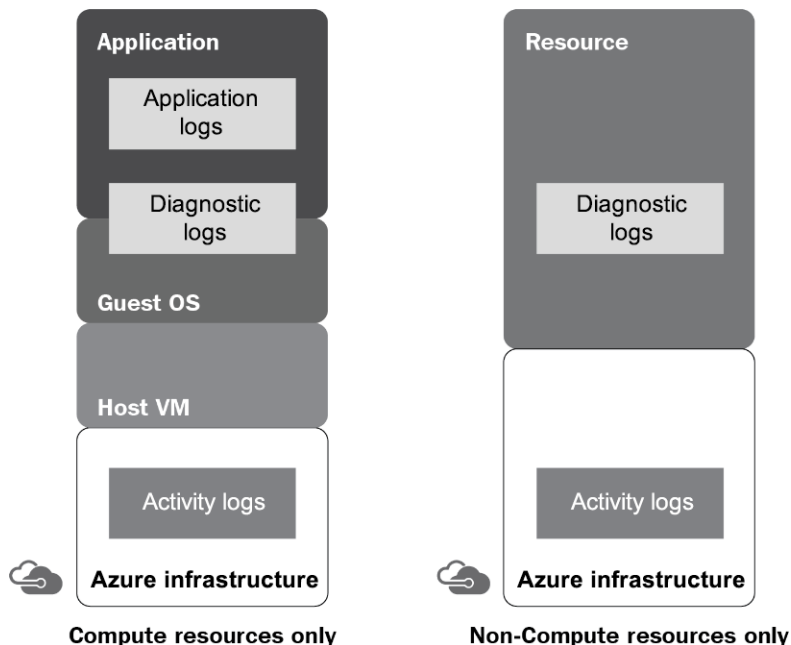 Application
Application
logs
Diagnostic
logs
Guest OS
Host VM
Activity logs
Azure infrastructure
Compute resources only
Resource
Diagnostic
logs
Activity logs
Azure infrastructure
Non-Compute resources only